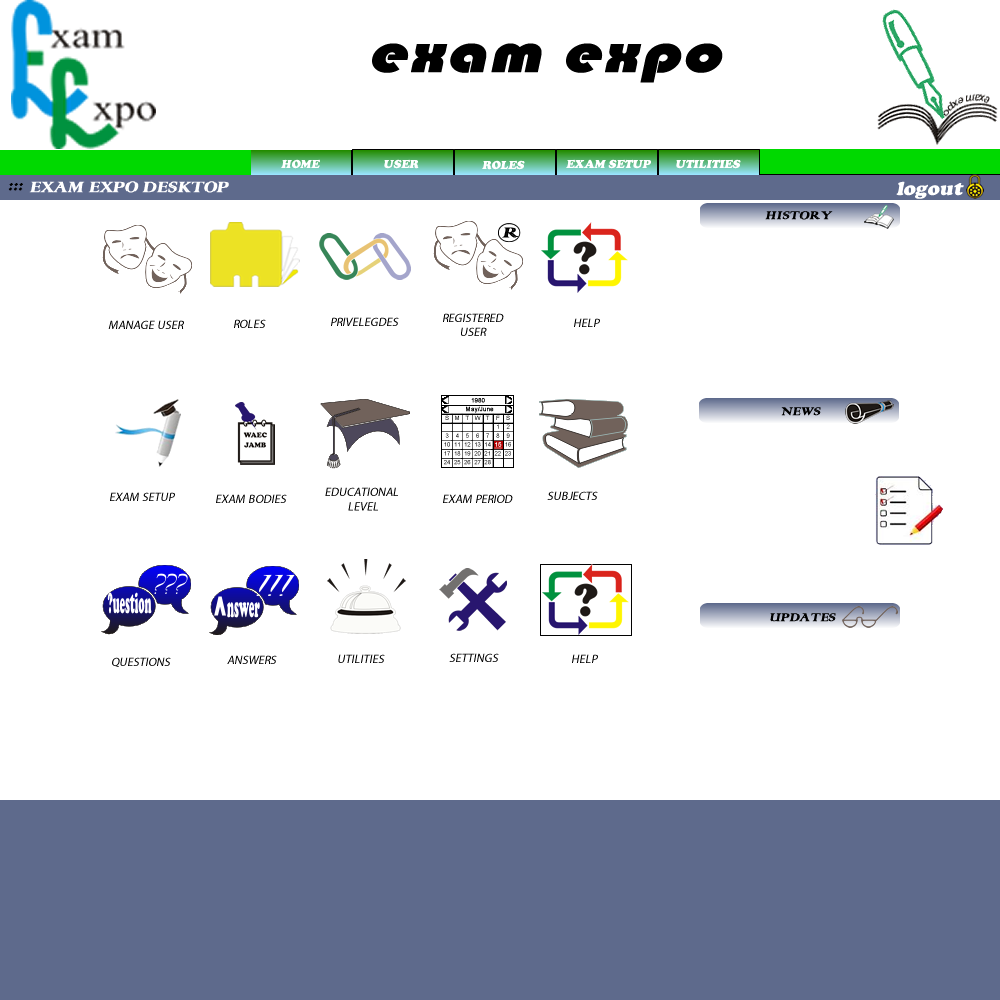 Exam
Expo
exam expo
exam expo
HOME USER ROLES EXAM SETUP UTILITIES
::: EXAM EXPO DESKTOP
logout
HISTORY
®
MANAGE USER
ROLES
PRIVELEGDES
REGISTERED
USER
?
HELP
NEWS
WAEC
JAMB
1980
May/June
S M T W T F S
1 2
3 4 5 6 7 8 9
10 11 12 13 14 15 16
17 18 19 20 21 22 23
24 25 26 27 28
EXAM SETUP
EXAM BODIES
EDUCATIONAL
LEVEL
EXAM PERIOD
SUBJECTS
???
Question
!!!
Answer
?
UPDATES
QUESTIONS
ANSWERS
UTILITIES
SETTINGS
HELP